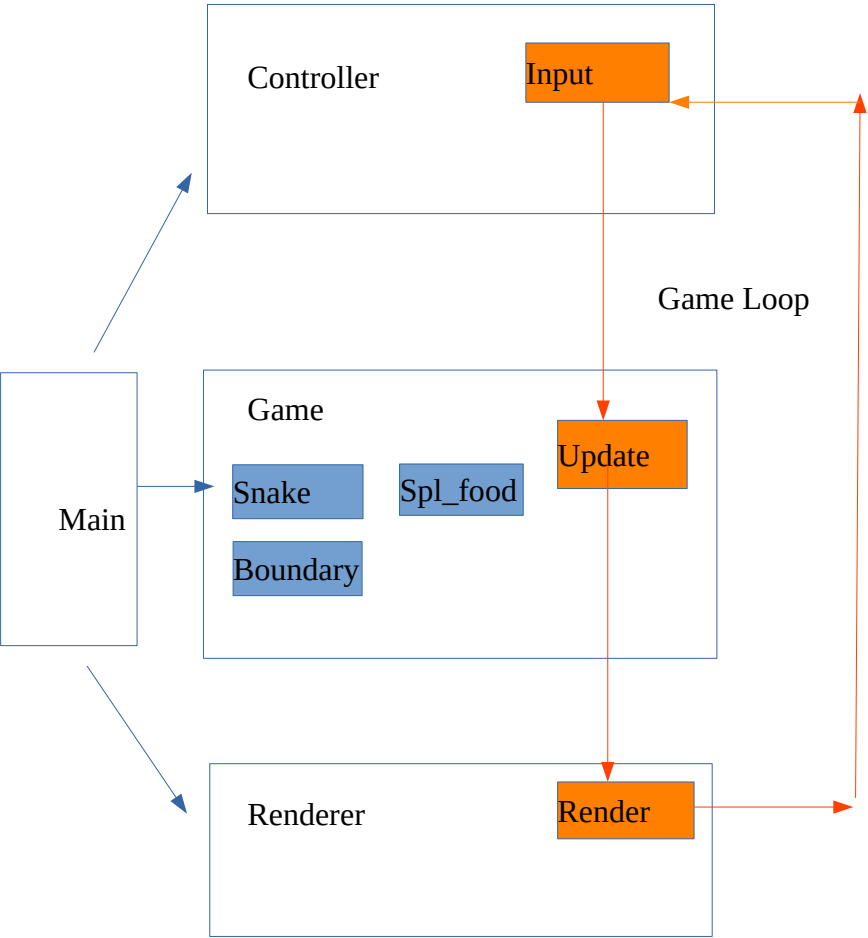 Controller
Input
Game Loop
Game
Update
Snake
Spl_food
Main
Boundary
Renderer
Render